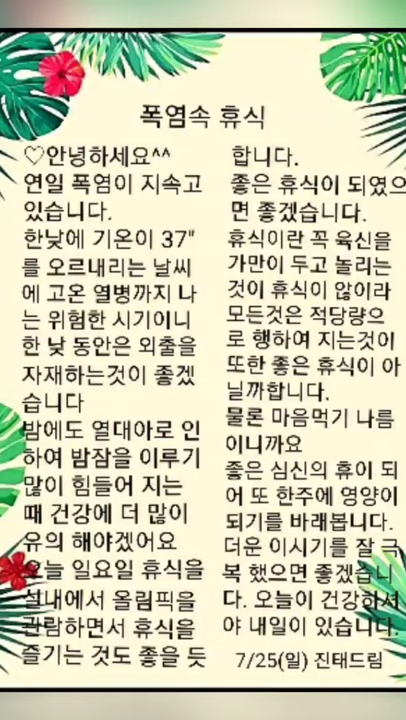 폭염속 휴식
♡안녕하세요^^
연일 폭염이 지속고
있습니다.
한낮에 기온이 37"
를 오르내리는 날씨
에 고온 열병까지 나
는 위험한 시기이니
한 낮 동안은 외출을
자재하는것이 좋겠
습니다
밤에도 열대아로 인
하여 밤잠을 이루기
많이 힘들어 지는
때 건강에 더 많이
유의 해야겠어요
오늘 일요일 휴식을
실내에서 올림픽을
관람하면서 휴식을
즐기는 것도 좋을 듯
합니다.
좋은 휴식이 되였으
면 좋겠습니다.
휴식이란 꼭 육신을
가만이 두고 놀리는
것이 휴식이 않이라
모든것은 적당량으
로 행하여 지는것이
또한 좋은 휴식이 아
닐까합니다.
물론 마음먹기 나름
이니까요
좋은 심신의 휴이 되
어 또 한주에 영양이
되기를 바래봅니다.
더운 이시기를 잘 극
복 했으면 좋겠습니
다. 오늘이 건강하셔
야 내일이 있습니다.
7/25(일) 진태드림